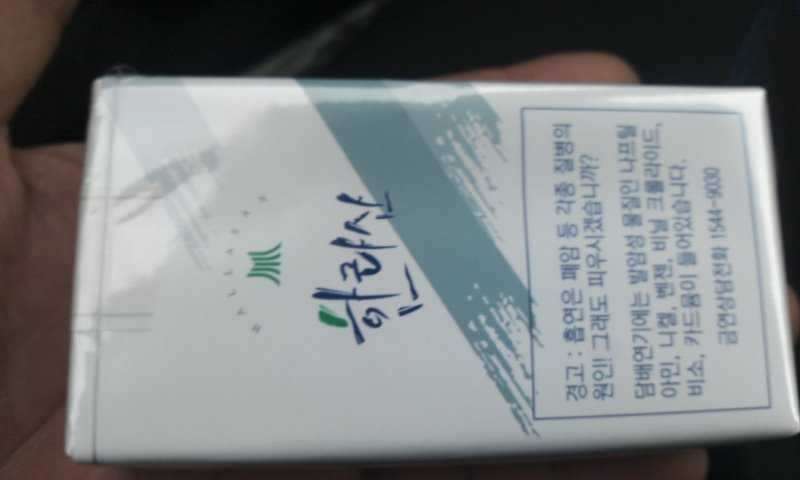 한라산
경고 : 흡연은 폐암 등 각종 질병의
원인! 그래도 피우시겠습니까?
담배연기에는 발암성 물질인 나프틸
아민, 니켈, 벤젠, 비닐 크롤라이드,
비소, 카드뮴이 들어있습니다.
금연상담전화 1544-9030